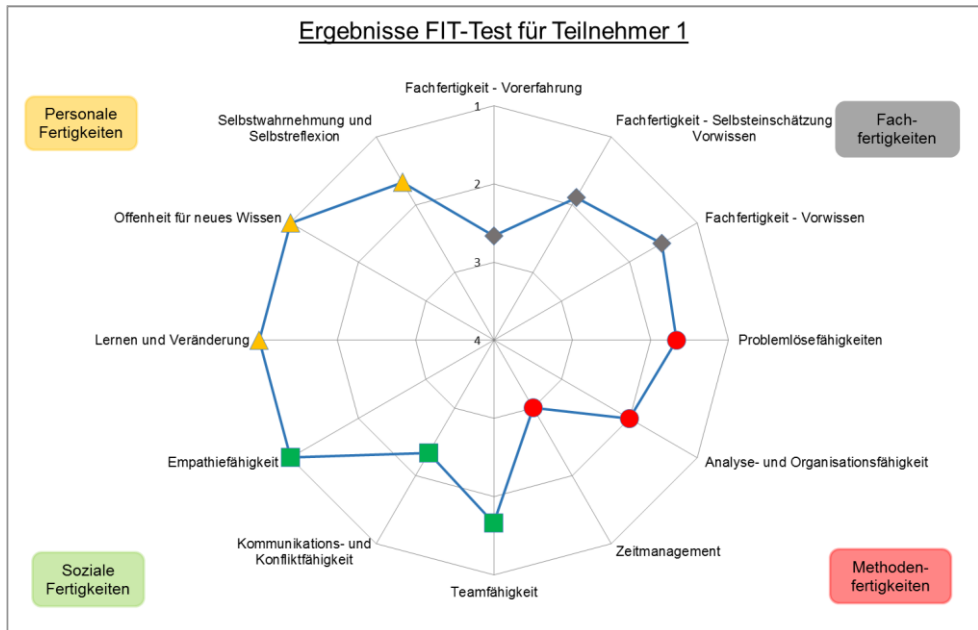 Ergebnisse FIT-Test für Teilnehmer 1
Personale
Fertigkeiten
Fach-
fertigkeiten
Fachfertigkeit - Vorerfahrung
Selbstwahrnehmung und
Selbstreflexion
Fachfertigkeit - Selbsteinschätzung
Vorwissen
Offenheit für neues Wissen
Fachfertigkeit - Vorwissen
Lernen und Veränderung
Problemlösefähigkeiten
Empathiefähigkeit
Analyse- und Organisationsfähigkeit
Kommunikations- und
Konfliktfähigkeit
Zeitmanagement
Teamfähigkeit
1
2
3
4
Soziale
Fertigkeiten
Methoden-
fertigkeiten